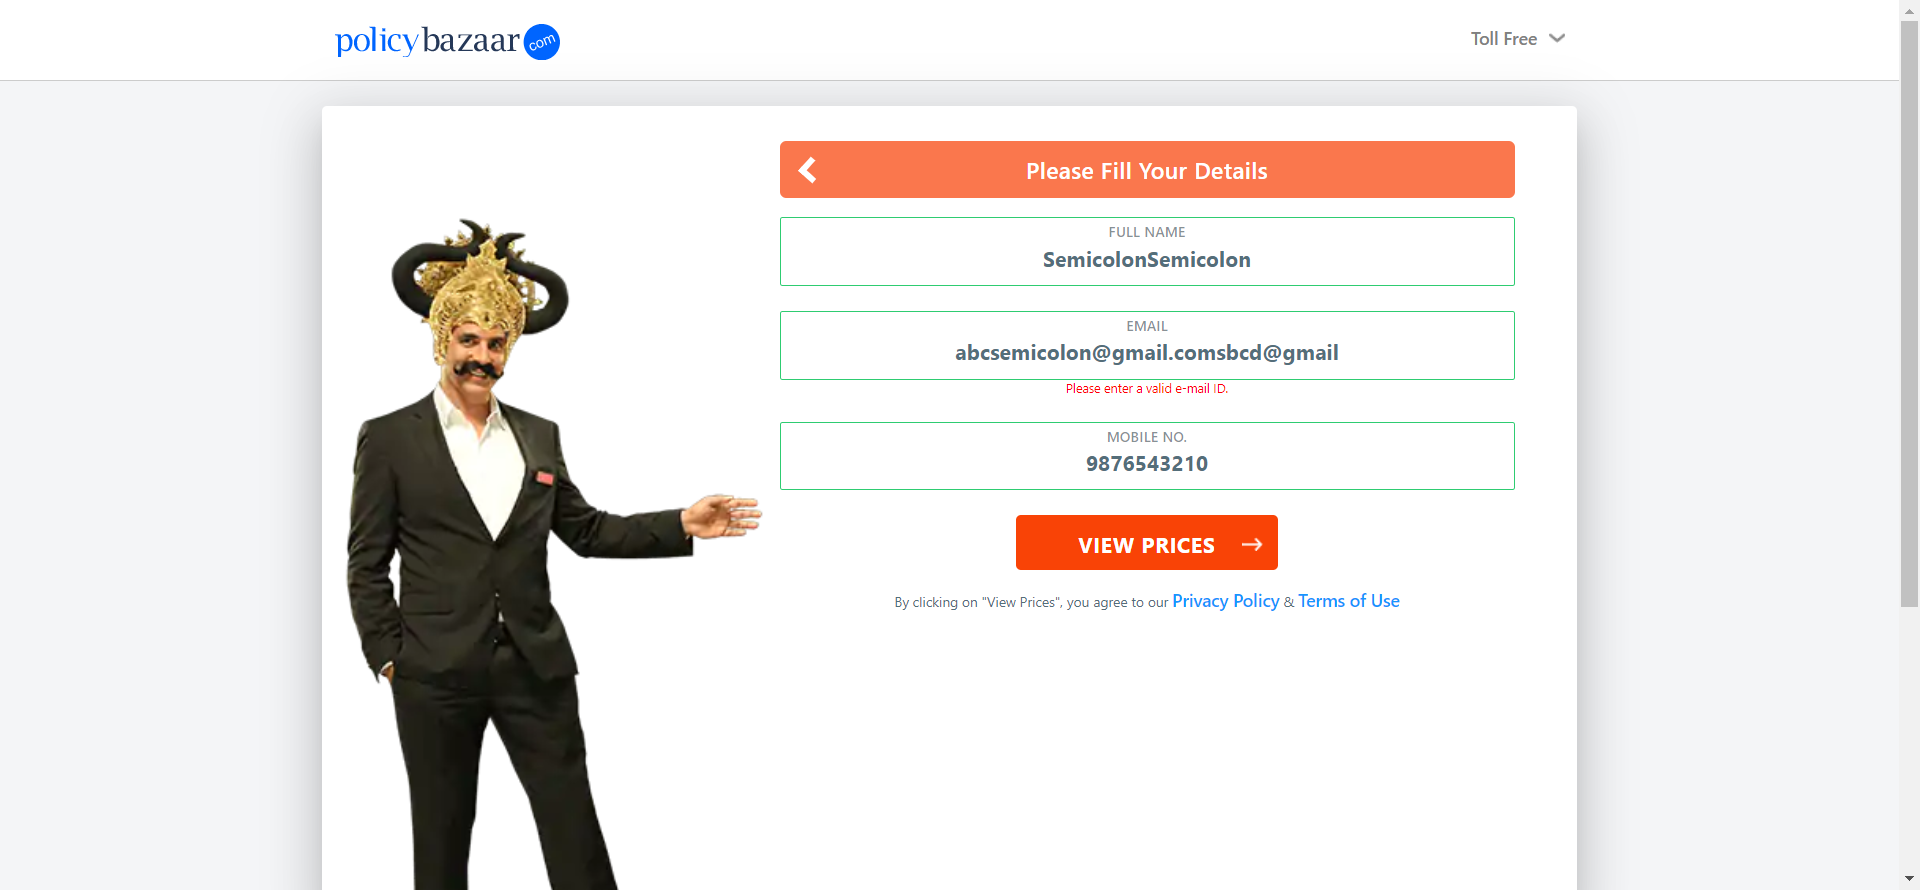 policybazaar com
Toll Free
Please Fill Your Details
FULL NAME
SemicolonSemicolon
EMAIL
abcsemicolon@gmail.comsbcd@gmail
Please enter a valid e-mail ID.
MOBILE NO.
9876543210
VIEW PRICES
By clicking on "View Prices", you agree to our Privacy Policy & Terms of Use